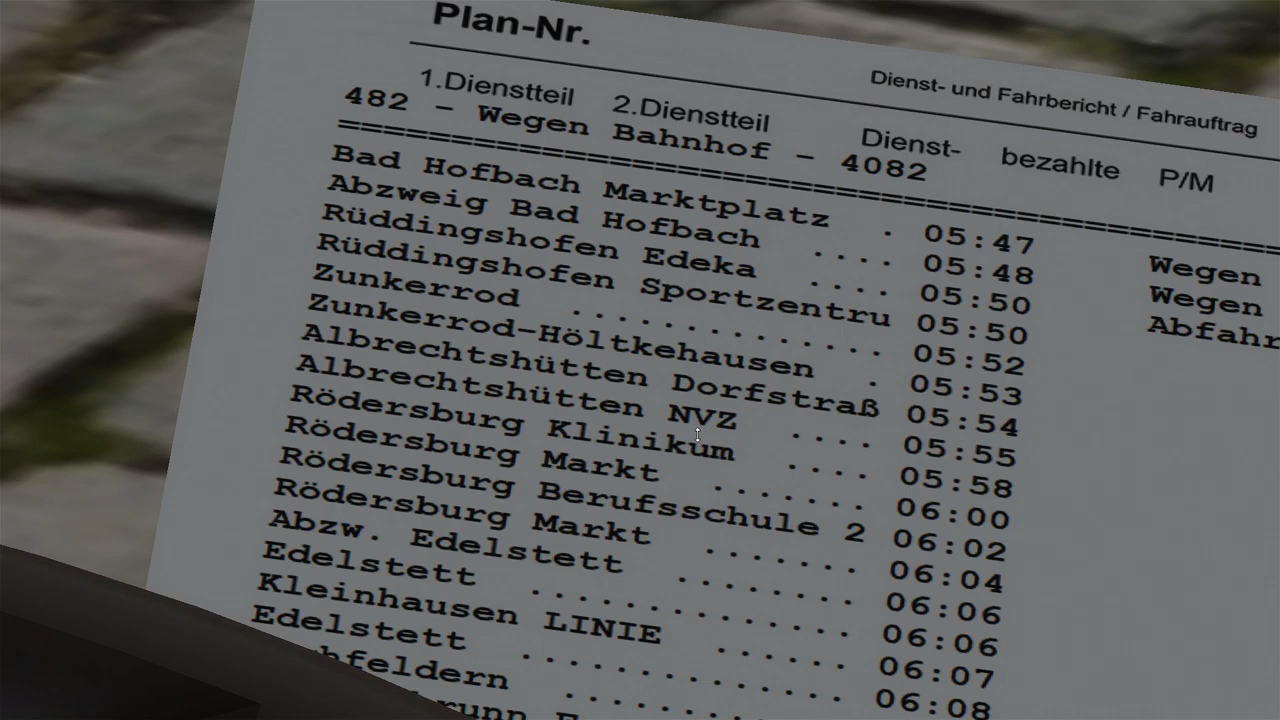 Plan-Nr.
Dienst- und Fahrbericht / Fahrauftrag
1.Dienstteil 2.Dienstteil Dienst- bezahlte P/M
482 - Wegen Bahnhof - 4082
Bad Hofbach Marktplatz . 05:47 Wegen
Abzweig Bad Hofbach .... 05:48 Wegen
Rüddingshofen Edeka .... 05:50 Abfahr
Rüddingshofen Sportzentru 05:50
Zunkerrod .............. 05:52
Zunkerrod-Höltkehausen . 05:53
Albrechtshütten Dorfstraß 05:54
Albrechtshütten NVZ .... 05:55
Rödersburg Klinikum .... 05:58
Rödersburg Markt ....... 06:00
Rödersburg Berufsschule 2 06:02
Rödersburg Markt ....... 06:04
Abzw. Edelstett ........ 06:06
Edelstett .............. 06:06
Kleinhausen LINIE ...... 06:07
Edelstett .............. 06:08